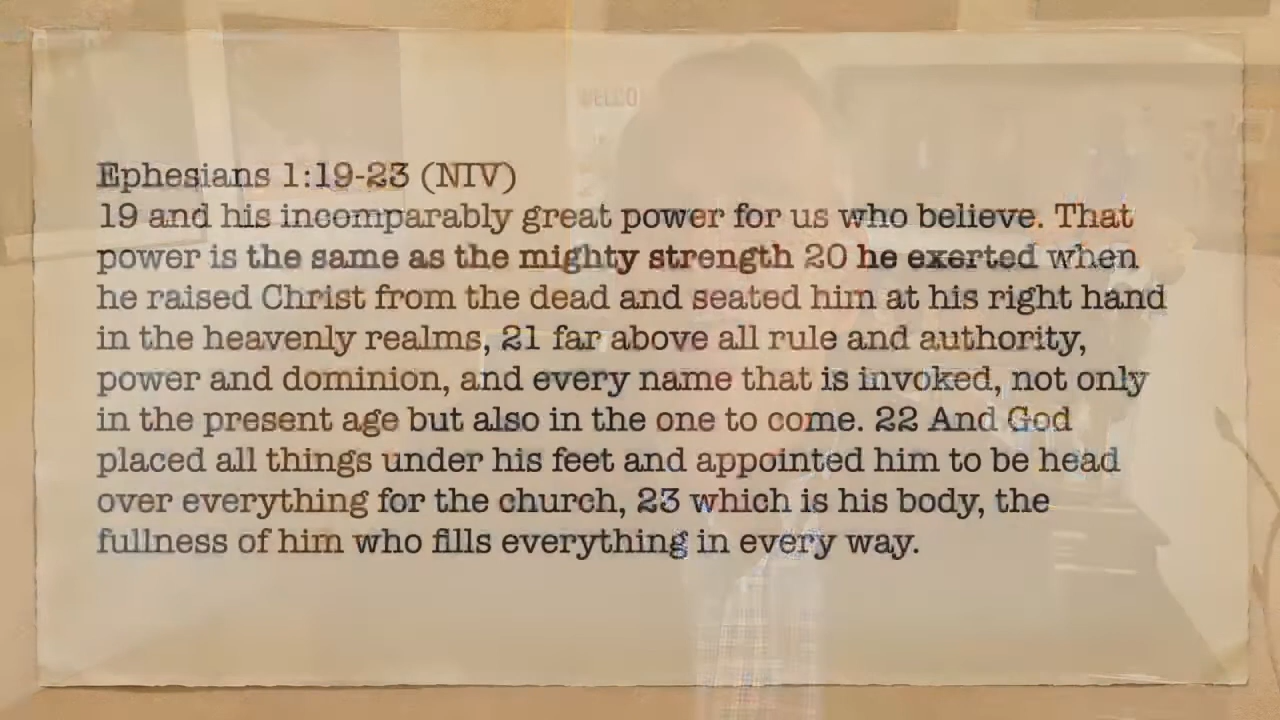 Ephesians 1:19-23 (NIV)
19 and his incomparably great power for us who believe. That
power is the same as the mighty strength 20 he exerted when
he raised Christ from the dead and seated him at his right hand
in the heavenly realms, 21 far above all rule and authority,
power and dominion, and every name that is invoked, not only
in the present age but also in the one to come. 22 And God
placed all things under his feet and appointed him to be head
over everything for the church, 23 which is his body, the
fullness of him who fills everything in every way.